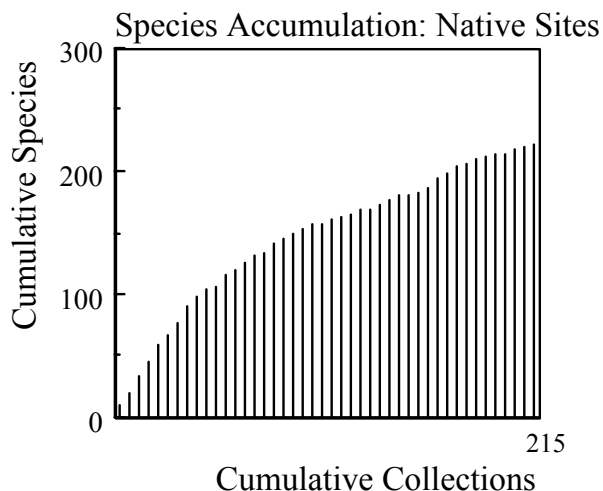 Species Accumulation: Native Sites
300
200
100
0
Cumulative Species
215
Cumulative Collections